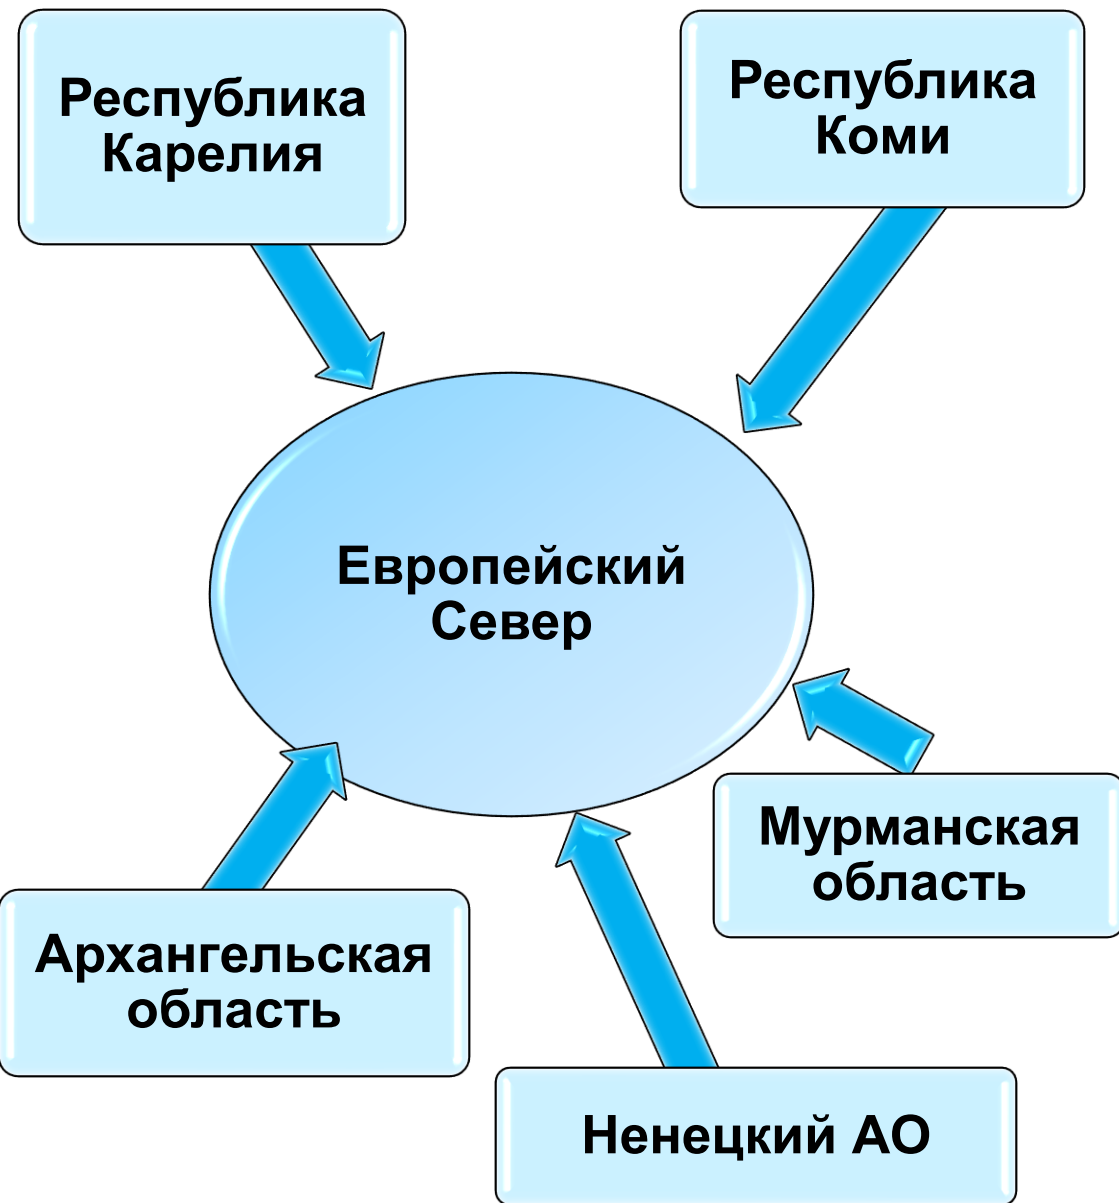 Республика
Карелия
Республика
Коми
Европейский
Север
Мурманская
область
Архангельская
область
Ненецкий АО